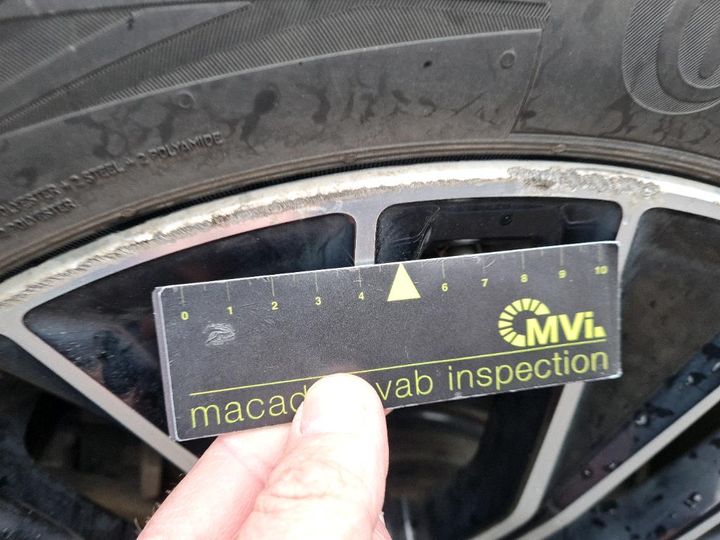 POLYESTER + 2 STEEL + 2 POLYAMIDE
POLYESTER
0 1 2 3 4 6 7 8 9 10
MVi
macad vab inspection